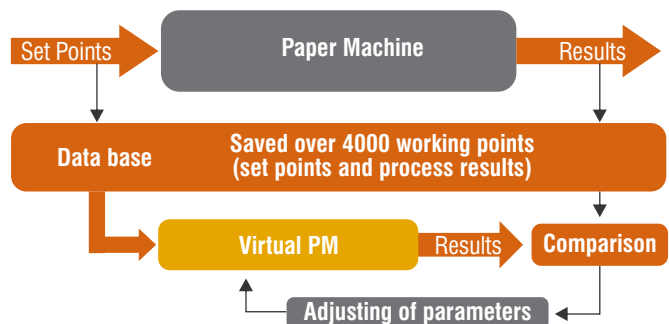 Set Points
Paper Machine
Results
Data base
Saved over 4000 working points
(set points and process results)
Virtual PM
Results
Comparison
Adjusting of parameters